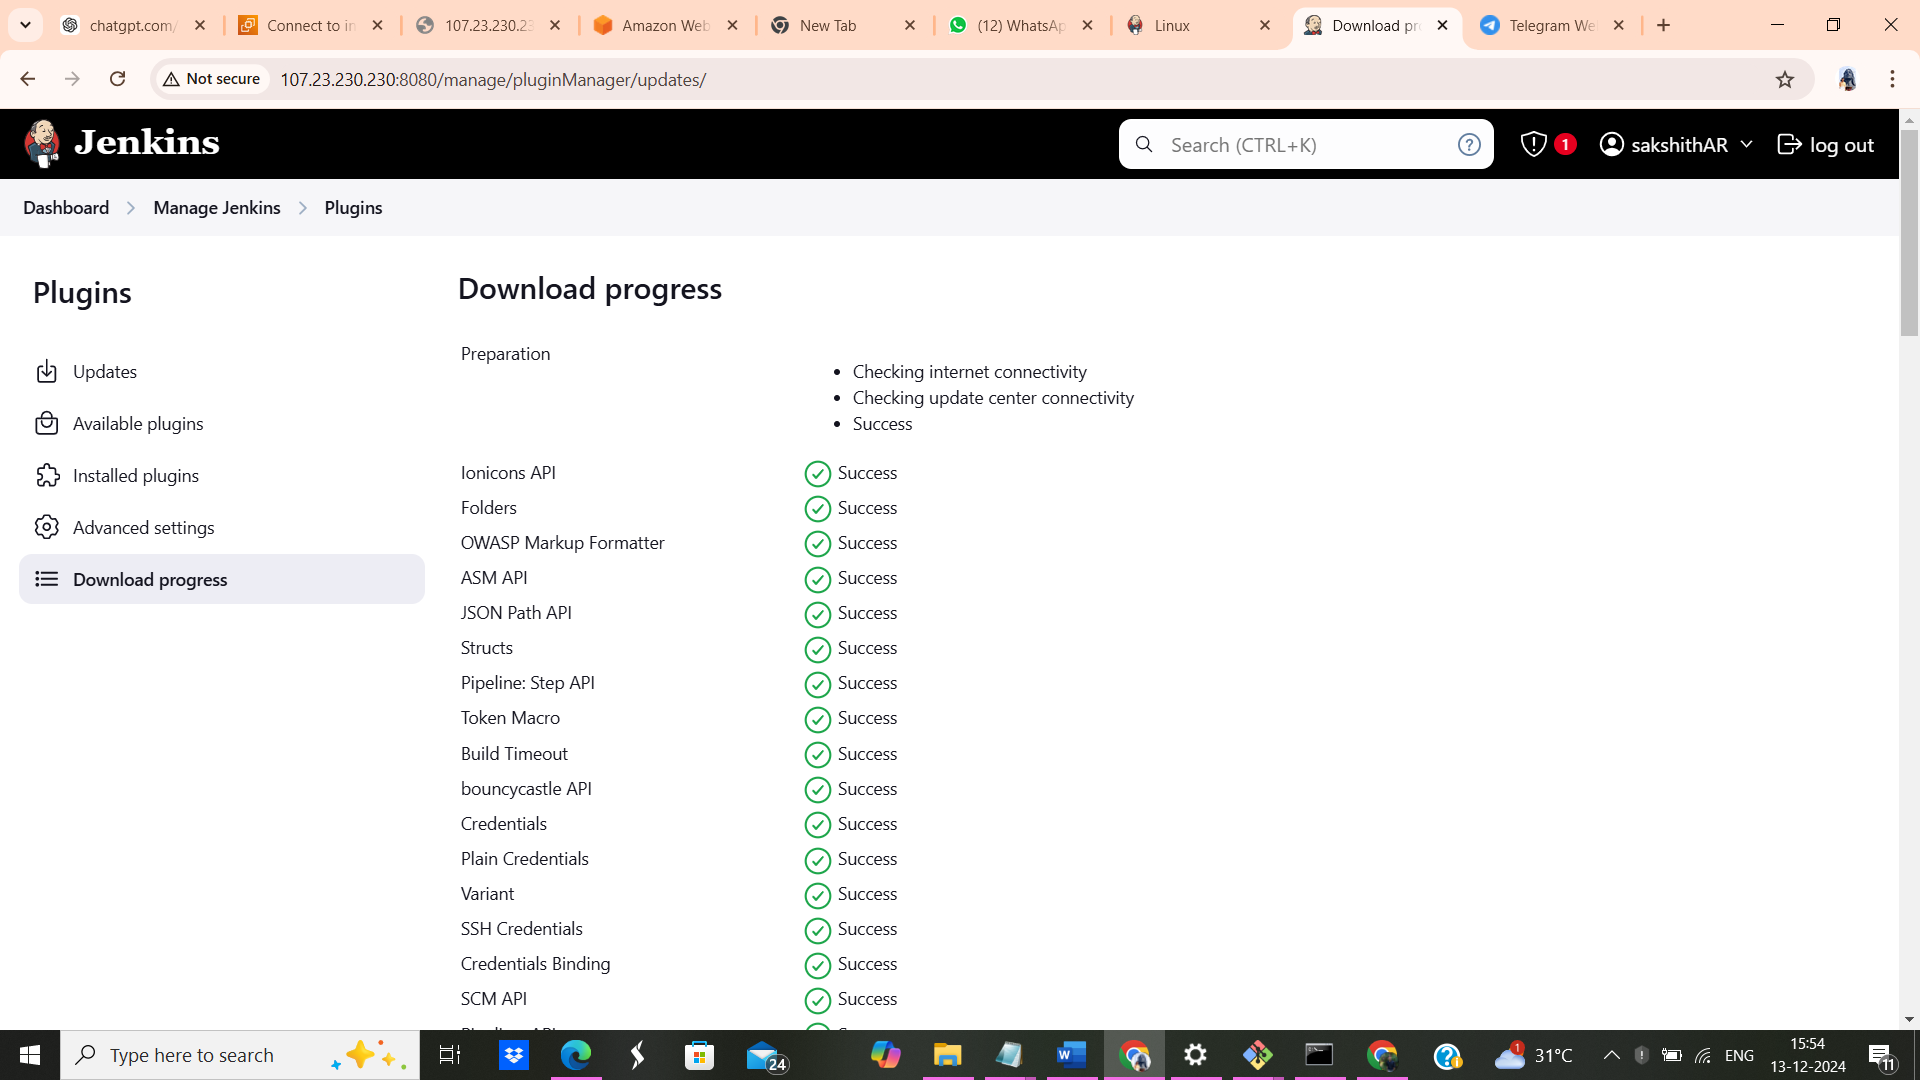 chatgpt.com/
Connect to in
107.23.230.23
Amazon Web
New Tab
(12) WhatsAp
Linux
Download pr
Telegram We
Not secure
107.23.230.230:8080/manage/pluginManager/updates/
Jenkins
Search (CTRL+K)
?
1
sakshithAR
log out
Dashboard
Manage Jenkins
Plugins
Plugins
Updates
Available plugins
Installed plugins
Advanced settings
Download progress
Download progress
Preparation
Checking internet connectivity
Checking update center connectivity
Success
Ionicons API Success
Folders Success
OWASP Markup Formatter Success
ASM API Success
JSON Path API Success
Structs Success
Pipeline: Step API Success
Token Macro Success
Build Timeout Success
bouncycastle API Success
Credentials Success
Plain Credentials Success
Variant Success
SSH Credentials Success
Credentials Binding Success
SCM API Success
Type here to search
24
1
31°C
ENG
15:54
13-12-2024
11